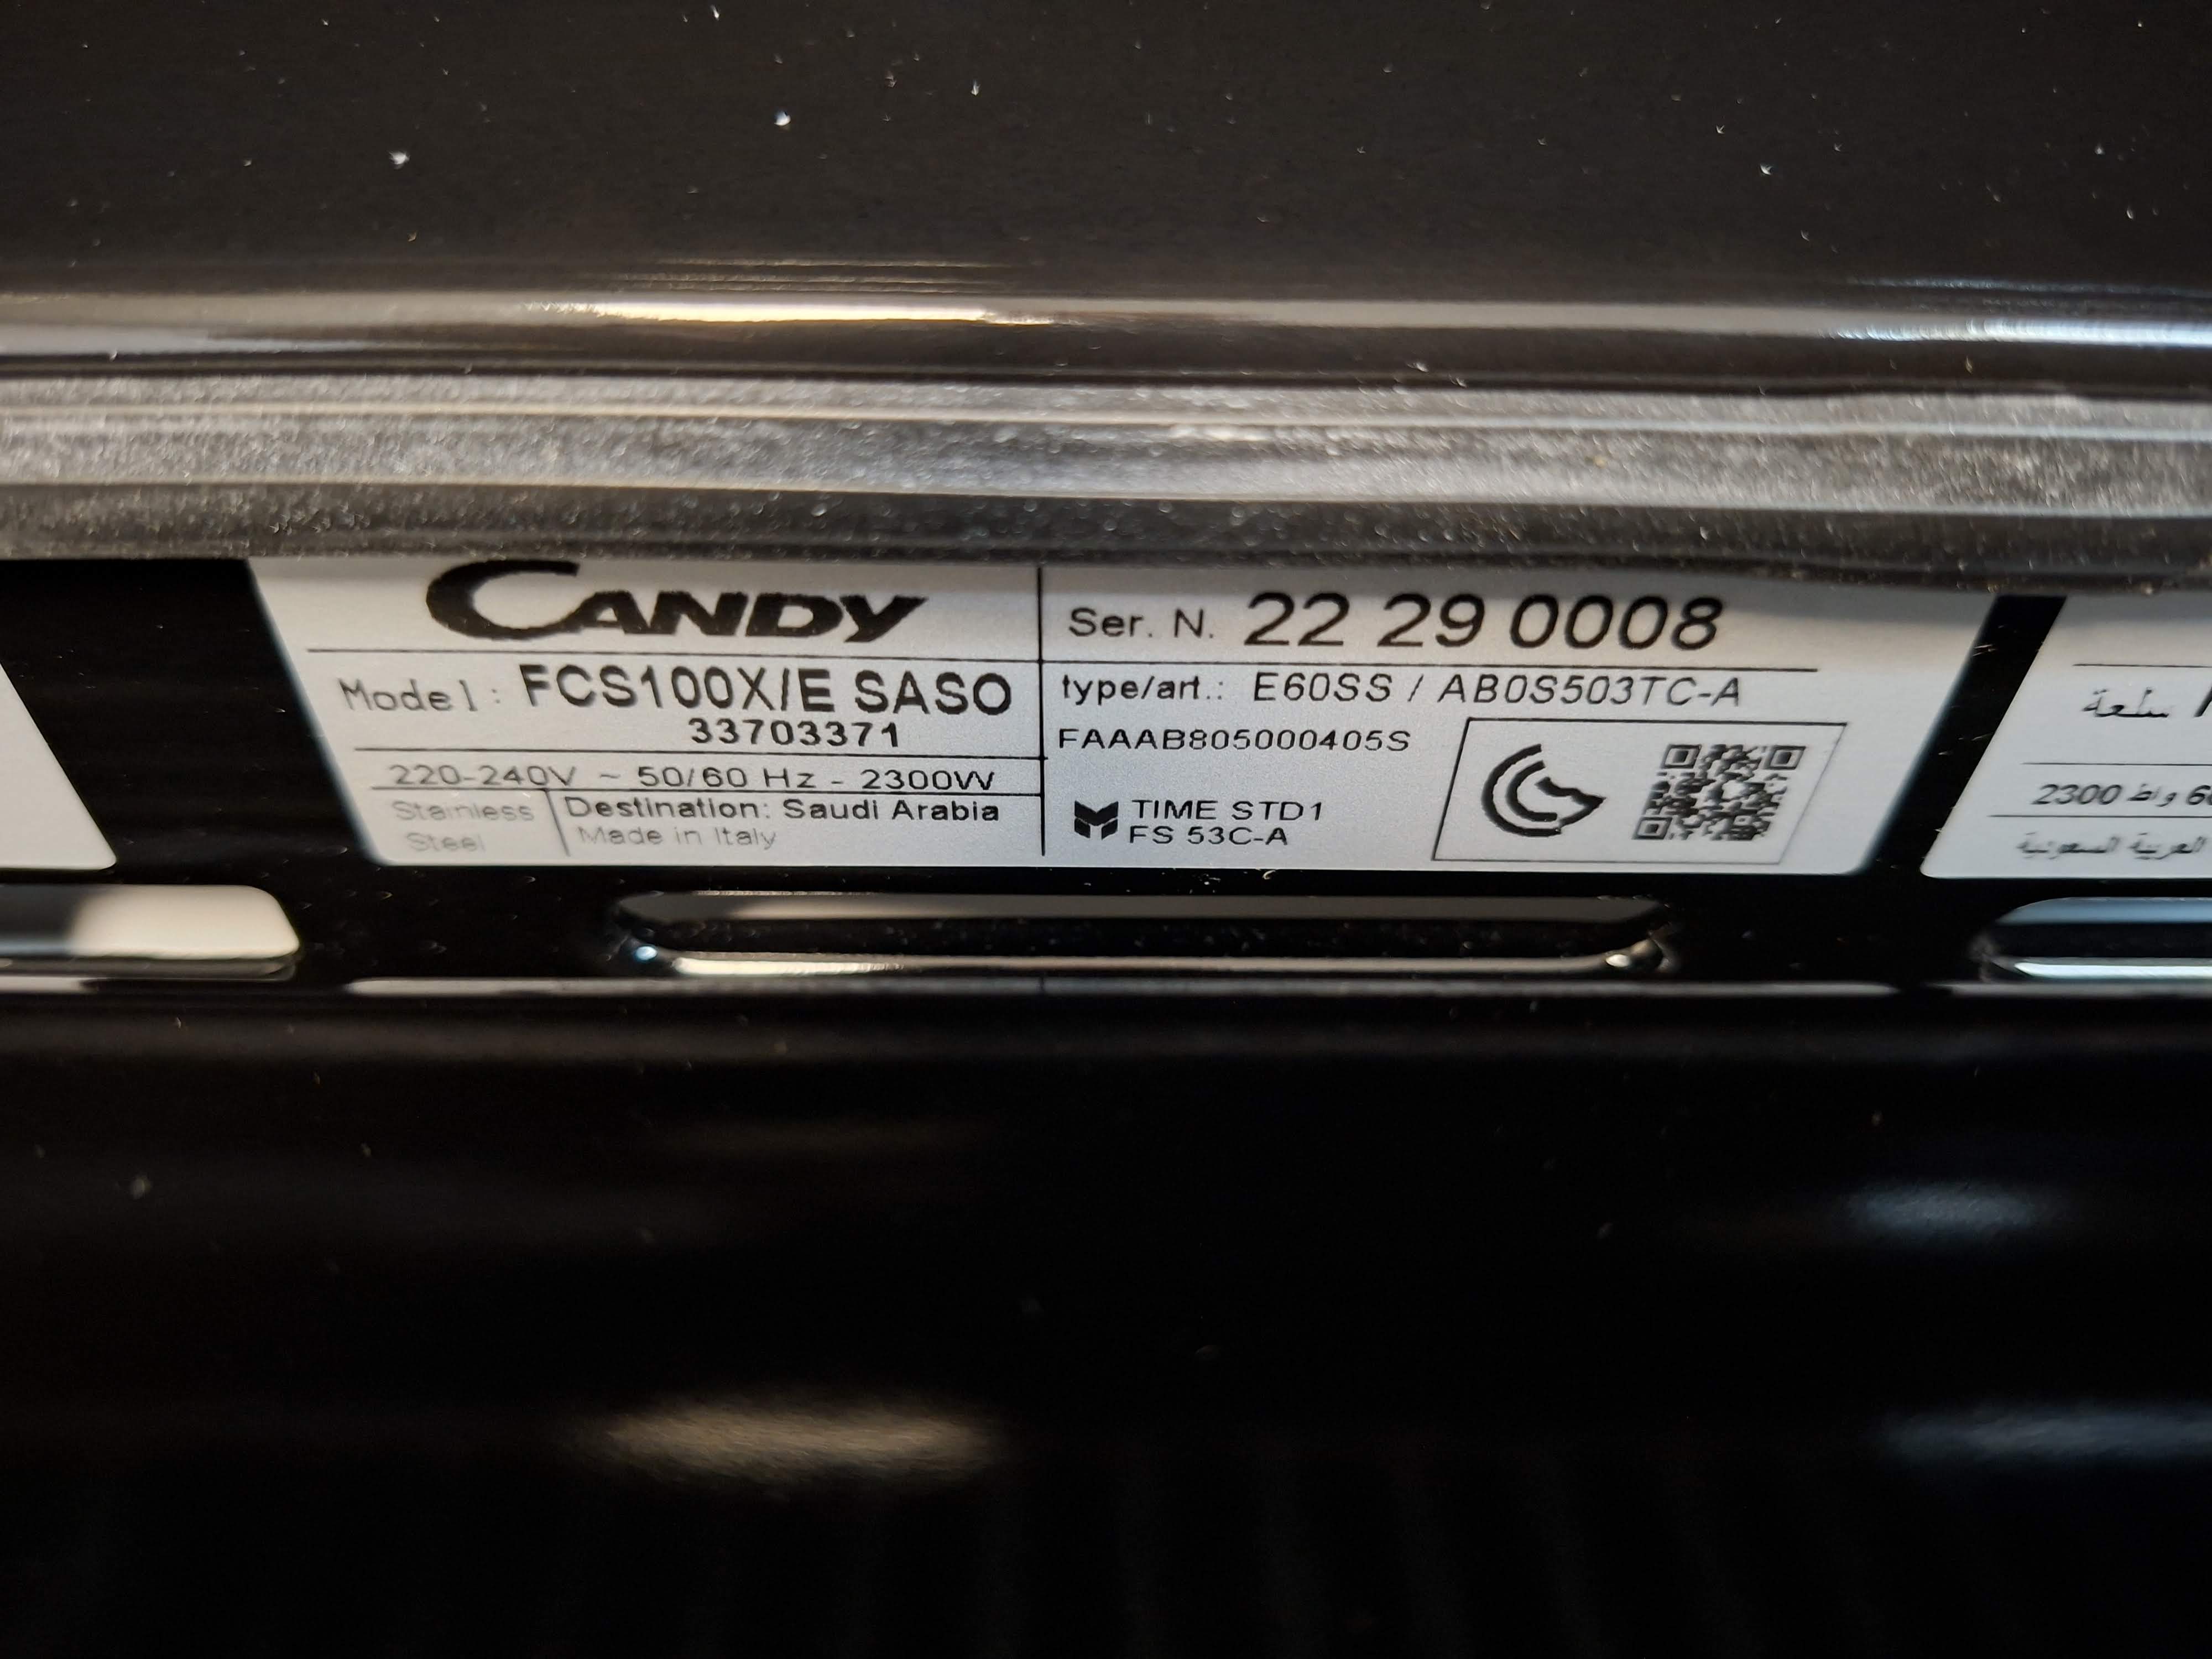 CANDY
Model: FCS100X/E SASO
33703371
220-240V ~ 50/60 Hz - 2300W
Stainless Steel
Destination: Saudi Arabia
Made in Italy
Ser. N. 22 29 0008
type/art.: E60SS / AB0S503TC-A
FAAAB805000405S
TIME STD1
FS 53C-A
سلعة
2300 واط
العربية السعودية